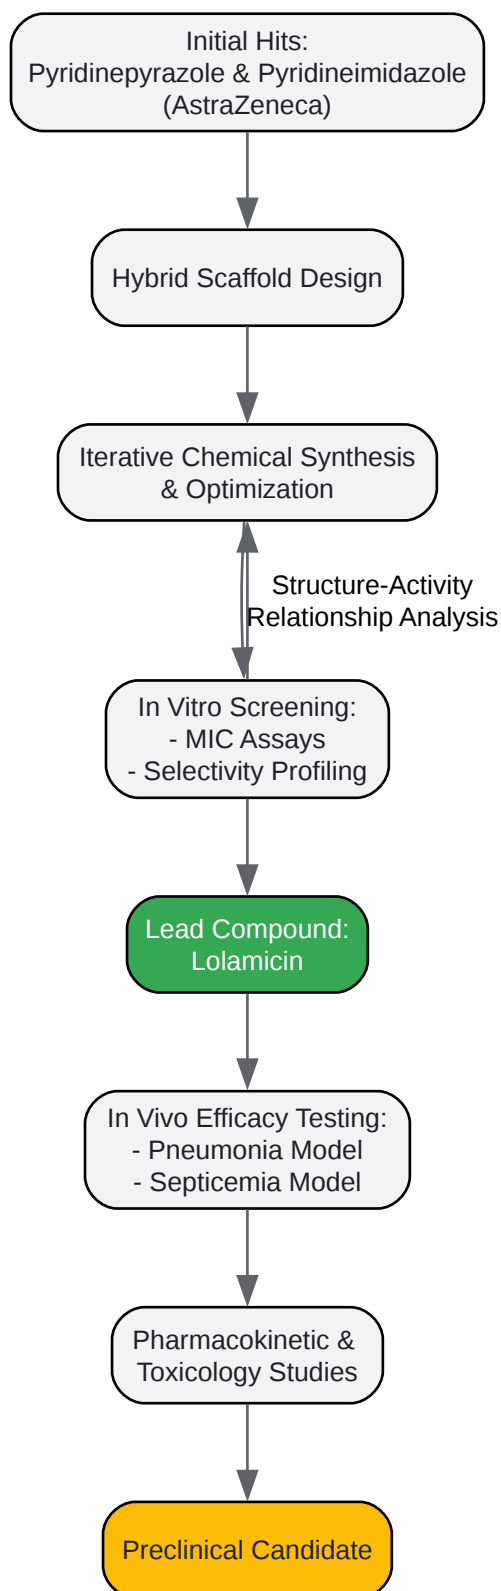 Initial Hits:
Pyridinepyrazole & Pyridineimidazole
(AstraZeneca)
Hybrid Scaffold Design
Iterative Chemical Synthesis
& Optimization
Structure-Activity
Relationship Analysis
In Vitro Screening:
- MIC Assays
- Selectivity Profiling
Lead Compound:
Lolamicin
In Vivo Efficacy Testing:
- Pneumonia Model
- Septicemia Model
Pharmacokinetic &
Toxicology Studies
Preclinical Candidate